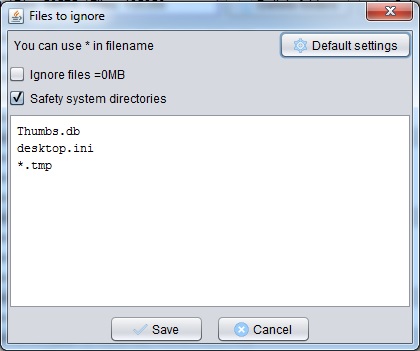 Files to ignore
You can use * in filename
Default settings
Ignore files =0MB
Safety system directories
Thumbs.db
desktop.ini
*.tmp
Save
Cancel